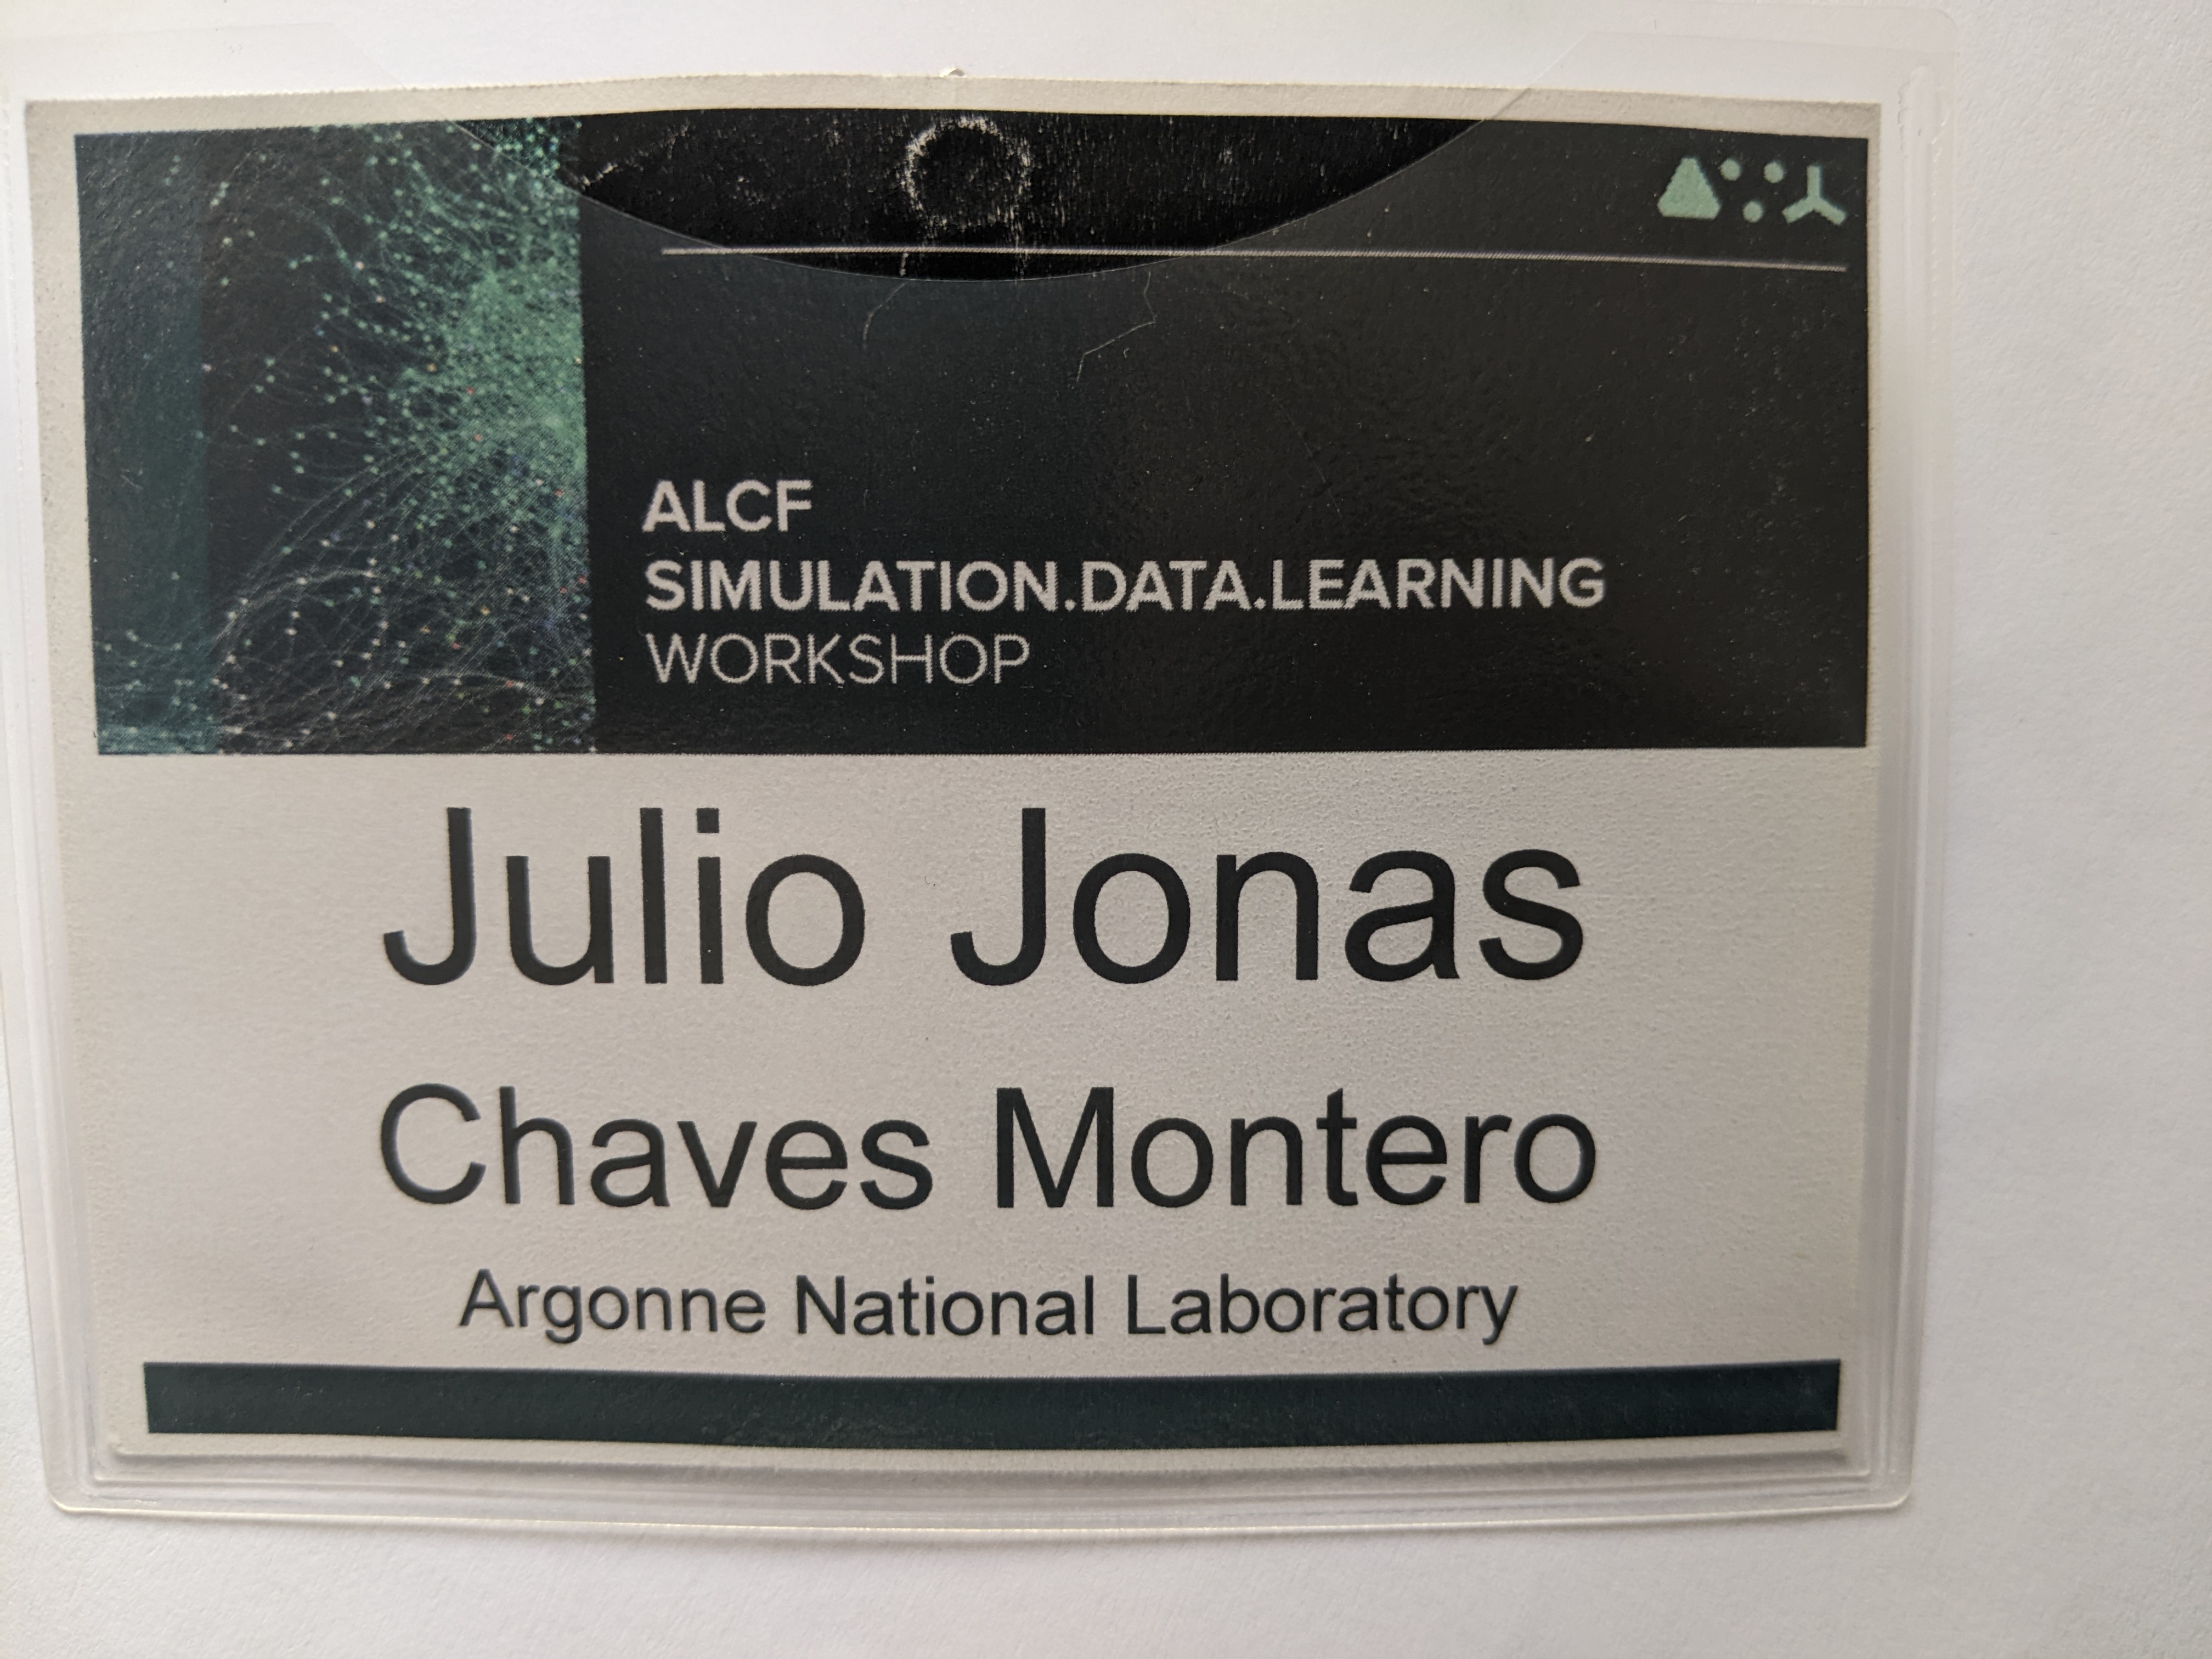 ALCF
SIMULATION.DATA.LEARNING
WORKSHOP
Julio Jonas
Chaves Montero
Argonne National Laboratory